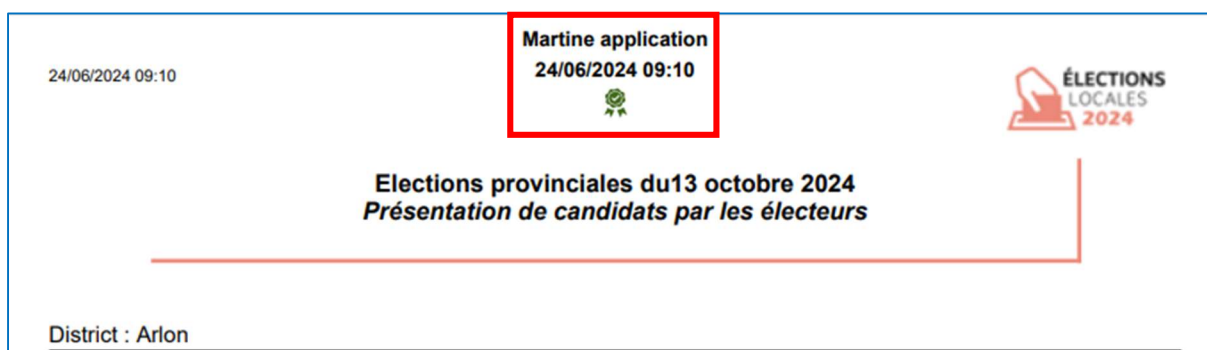 Martine application
24/06/2024 09:10
24/06/2024 09:10
ÉLECTIONS
LOCALES
2024
Elections provinciales du13 octobre 2024
Présentation de candidats par les électeurs
District : Arlon